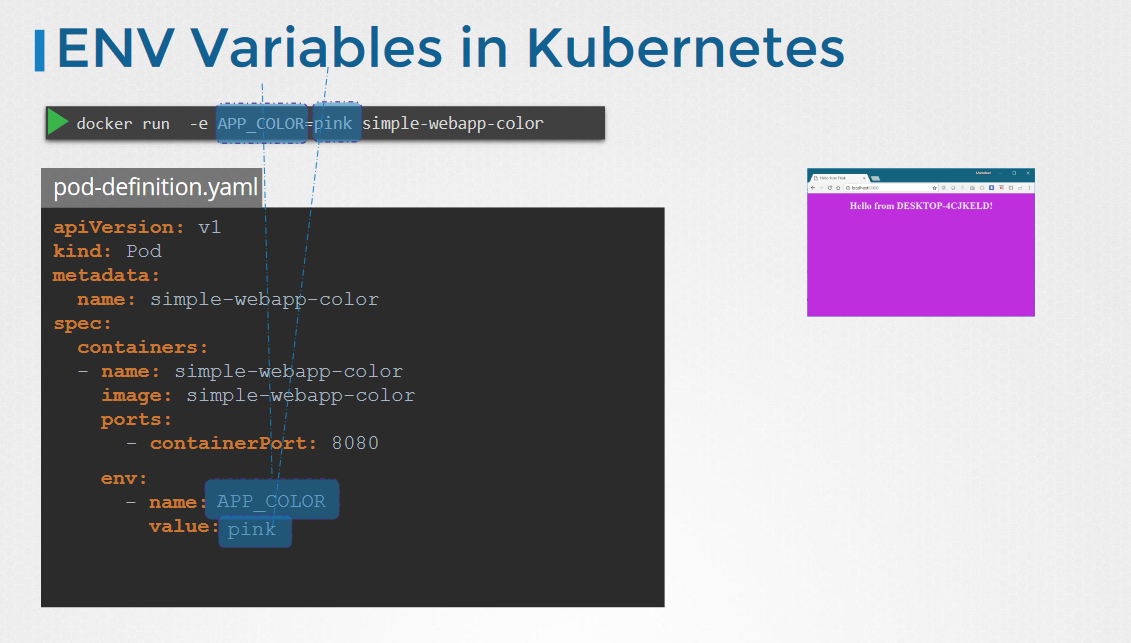 ENV Variables in Kubernetes
docker run -e APP_COLOR=pink simple-webapp-color
pod-definition.yaml
apiVersion: v1
kind: Pod
metadata:
  name: simple-webapp-color
spec:
  containers:
  - name: simple-webapp-color
    image: simple-webapp-color
    ports:
      - containerPort: 8080
    env:
      - name: APP_COLOR
        value: pink
Hello from DESKTOP-4CJKELD!